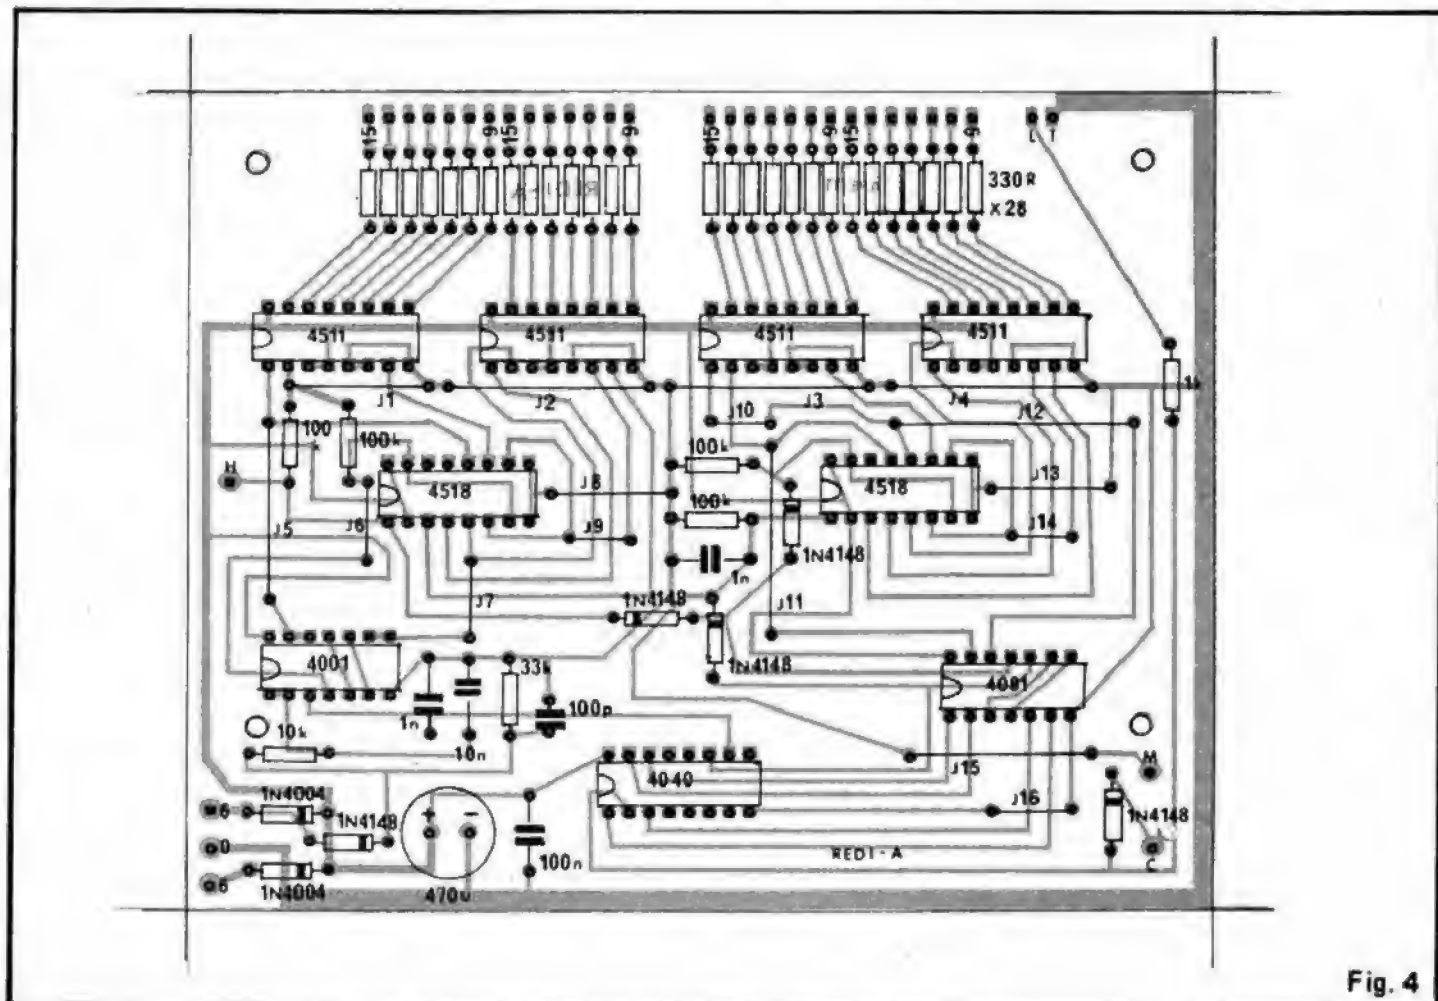 15 9 15 9 15 9 15 9 L T
330R
X28
4511 4511 4511 4511
1k
J1 J2 J10 J3 J4 J12
100 100k
100k
H
4518 J8 4518 J13
100k
J5 J6 J9 J14
1N4148
1n
J7 1N4148 J11
4001 33k 1N4148 4081
1n 10n 100p
10k
J15 M
4040
6 1N4004 J16 1N4148
1N4148 + -
0 100n RED1-A C
6 1N4004 470u
Fig. 4